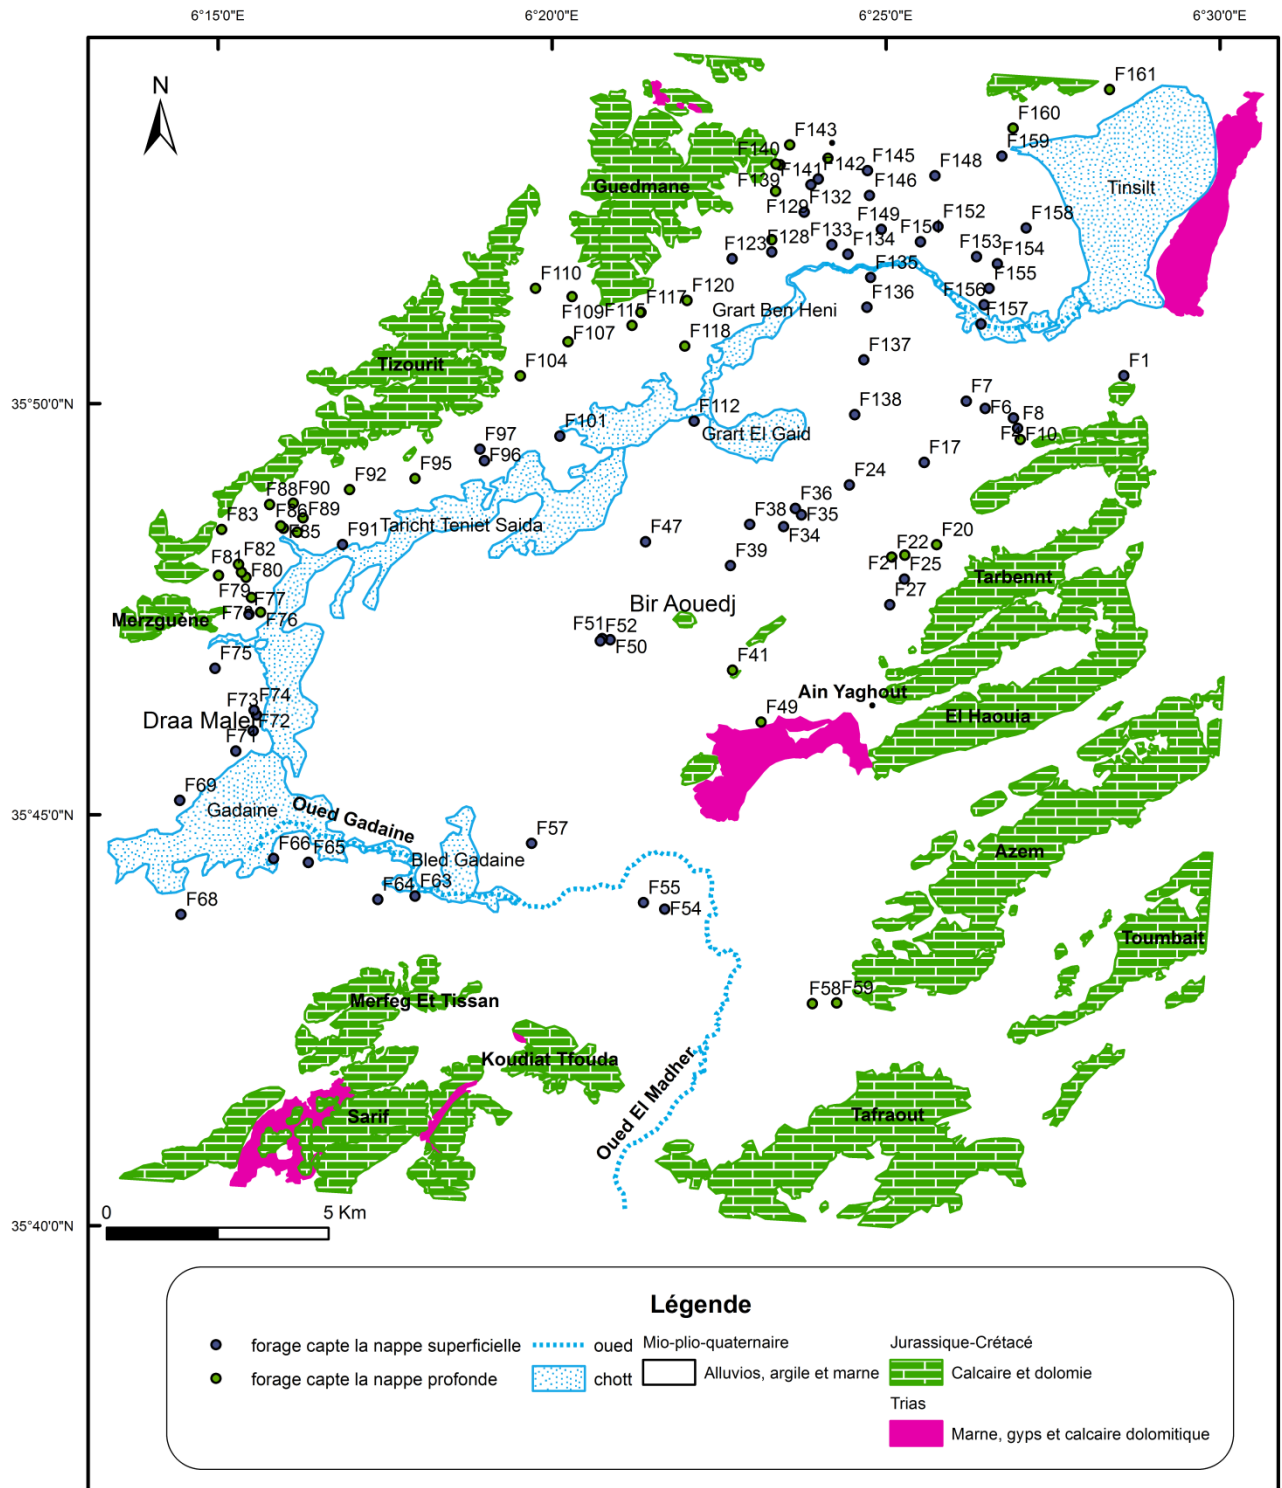 6°15'0"E
6°20'0"E
6°25'0"E
6°30'0"E
N
F161
F160
F143
F159
F140
F142
F145
F148
Guedmane
F141
Tinsilt
F139
F132
F146
F129
F149
F152
F158
F128
F133
F123
F134
F153
F154
F135
F155
F110
F120
F156
F136
F117
F109
F115
Grart Ben Heni
F157
F107
F118
F137
Tizourit
F104
F1
35°50'0"N
F7
F138
F6
F8
F112
F101
F10
Grart El Gaid
F97
F96
F17
F95
F92
F24
F88
F90
F36
F89
F38
F35
F83
F86
F85
Taricht Teniet Saida
F34
F91
F47
F20
F82
F22
F81
F39
F21
F25
F80
Tarbennt
F79
F77
F27
Bir Aouedj
Merzguène
F78
F76
F51
F52
F50
F75
F41
F74
Ain Yaghout
F73
F49
El Haouia
Draa Malel
F72
F71
F69
Gadaine
Oued Gadaine
35°45'0"N
F57
F66
F65
Bled Gadaine
Azem
F64
F63
F55
F54
F68
Toumbait
F58
F59
Merfeg Et Tissan
Koudiat Tfouda
Oued El Madher
Sarif
Tafraout
0
5 Km
35°40'0"N
Légende
forage capte la nappe superficielle
forage capte la nappe profonde
oued
chott
Mio-plio-quaternaire
Alluvios, argile et marne
Jurassique-Crétacé
Calcaire et dolomie
Trias
Marne, gyps et calcaire dolomitique